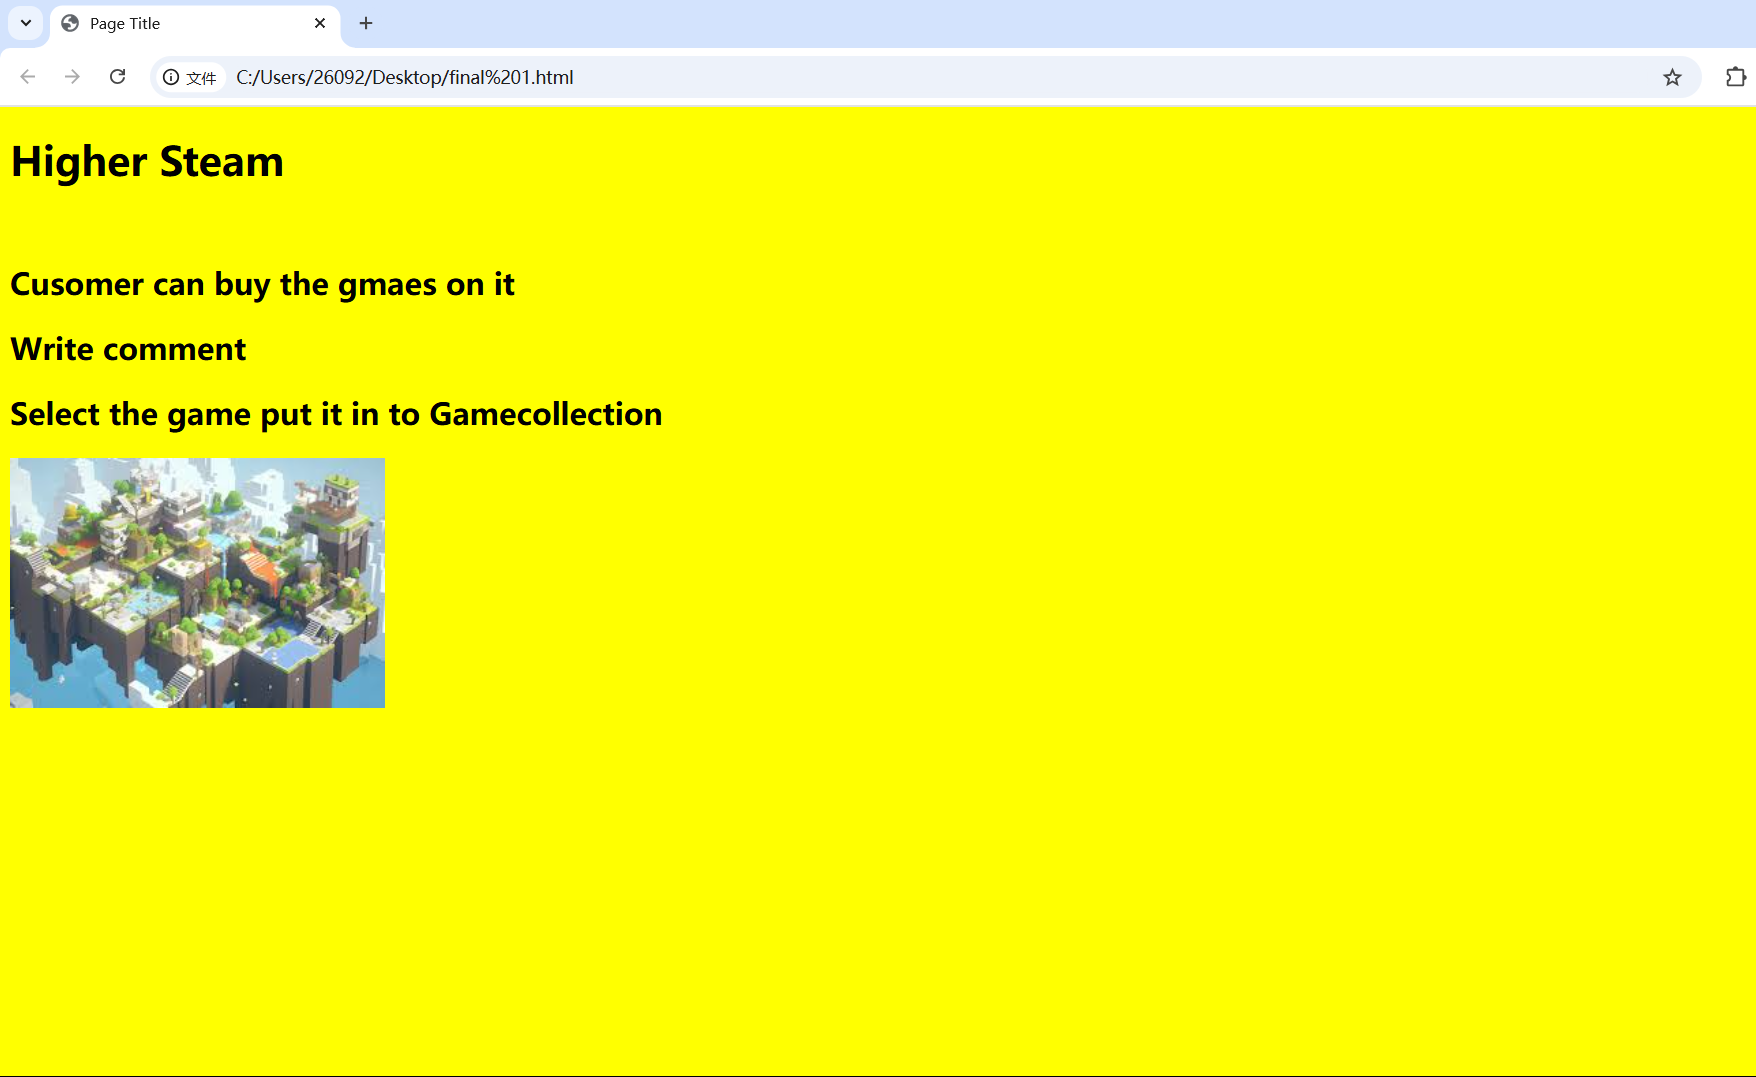 Page Title
文件 C:/Users/26092/Desktop/final%201.html
Higher Steam
Cusomer can buy the gmaes on it
Write comment
Select the game put it in to Gamecollection